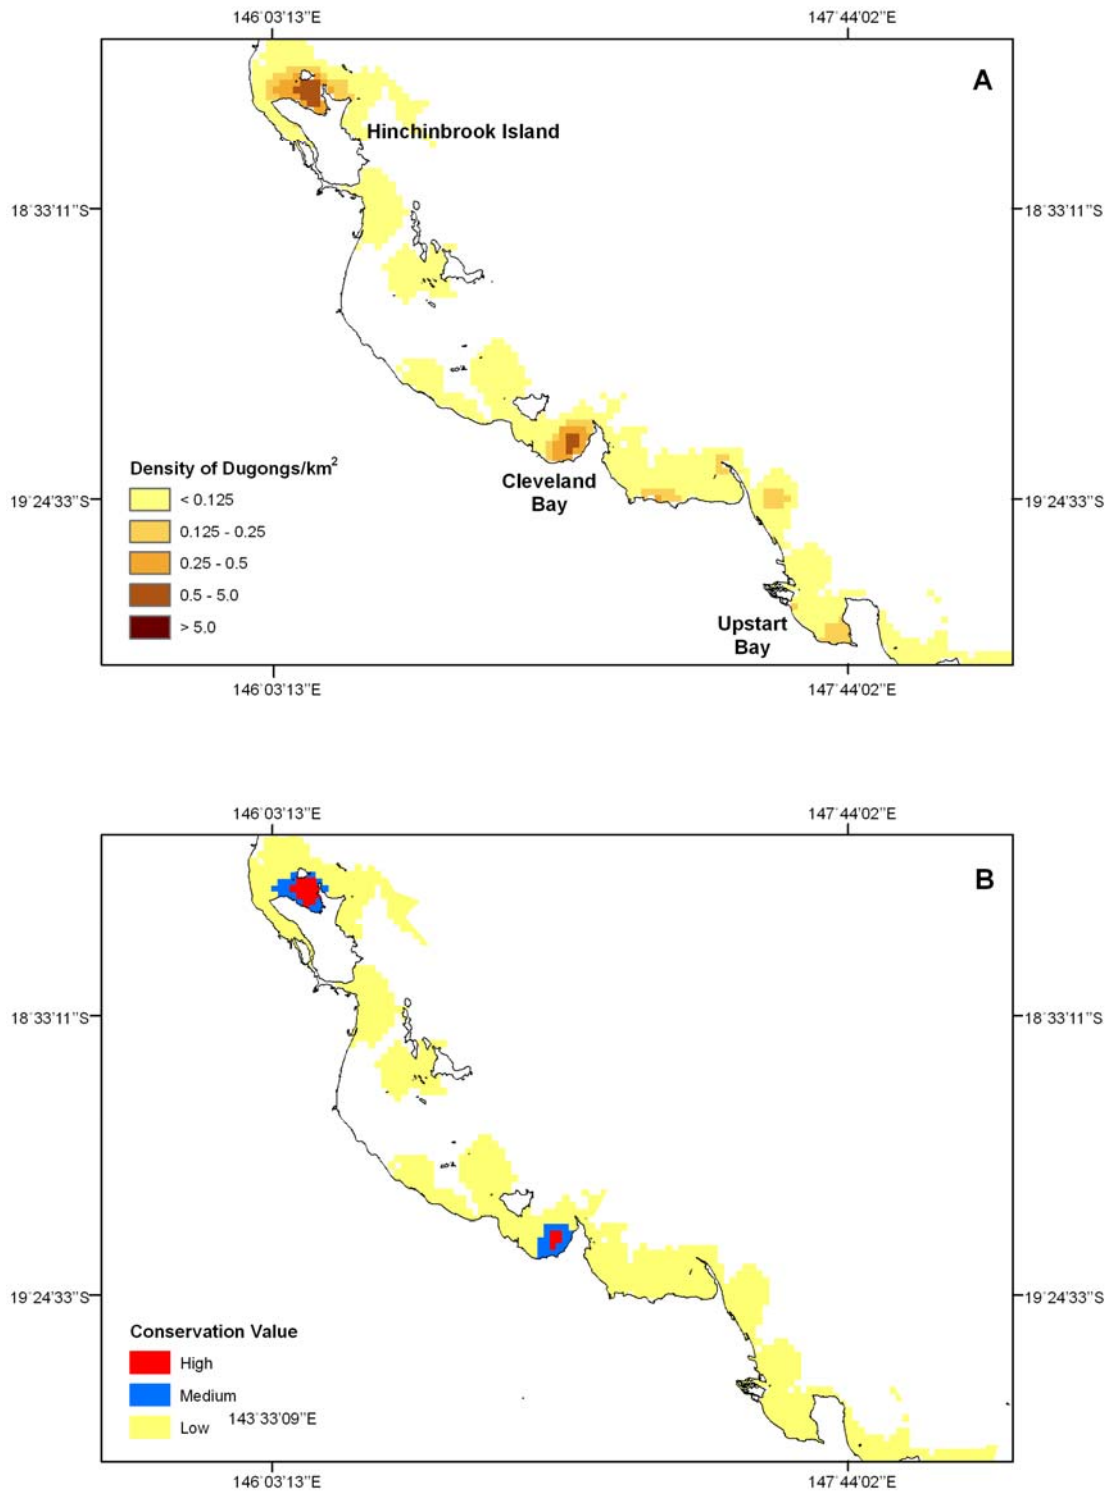 146°03'13"E 147°44'02"E
A
Hinchinbrook Island
18°33'11"S 18°33'11"S
Cleveland
Bay
Density of Dugongs/km²
19°24'33"S 19°24'33"S
< 0.125
0.125 - 0.25
0.25 - 0.5
0.5 - 5.0
> 5.0
Upstart
Bay
146°03'13"E 147°44'02"E
146°03'13"E 147°44'02"E
B
18°33'11"S 18°33'11"S
19°24'33"S 19°24'33"S
Conservation Value
High
Medium
Low 143°33'09"E
146°03'13"E 147°44'02"E